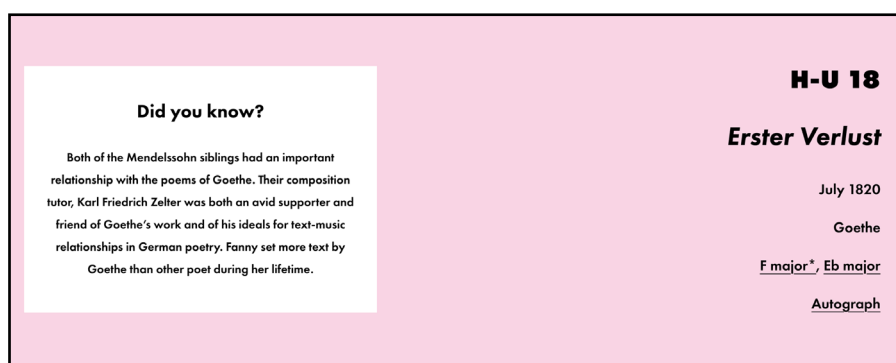 Did you know?
Both of the Mendelssohn siblings had an important
relationship with the poems of Goethe. Their composition
tutor, Karl Friedrich Zelter was both an avid supporter and
friend of Goethe's work and of his ideals for text-music
relationships in German poetry. Fanny set more text by
Goethe than other poet during her lifetime.
H-U 18
Erster Verlust
July 1820
Goethe
F major*, Eb major
Autograph